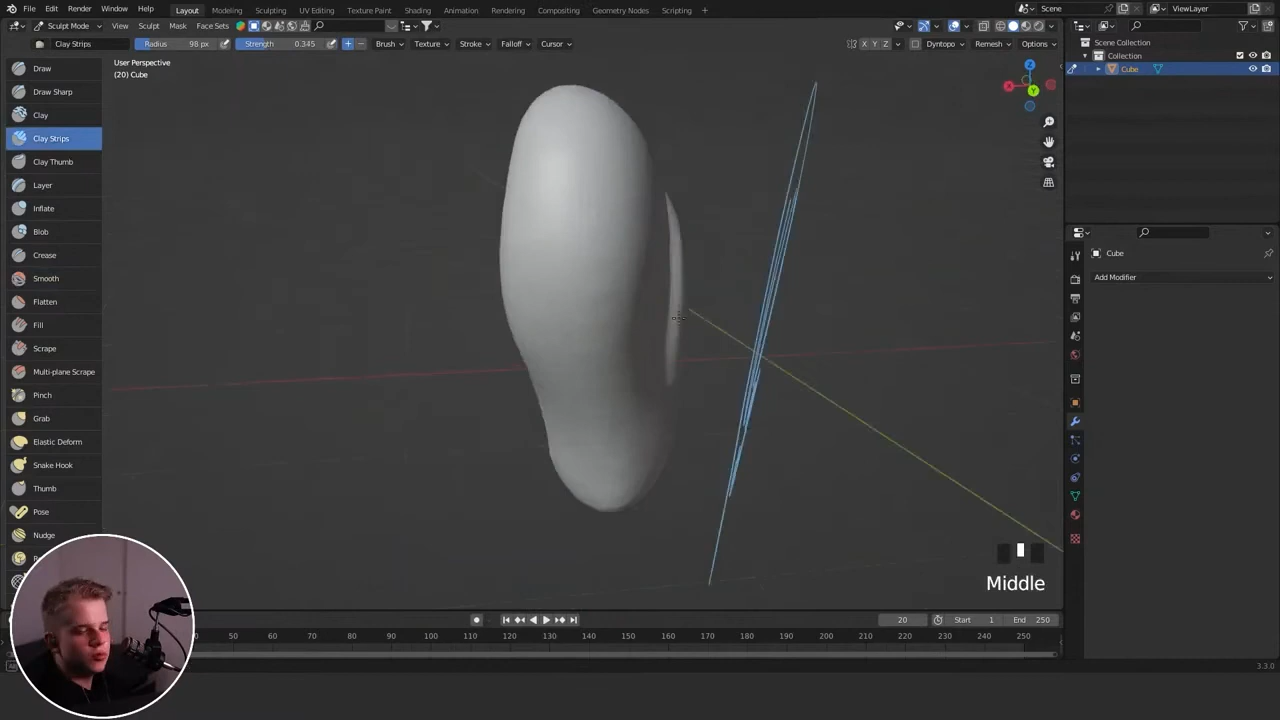 File Edit Render Window Help Layout Modeling Sculpting UV Editing Texture Paint Shading Animation Rendering Compositing Geometry Nodes Scripting + Scene ViewLayer
Sculpt Mode View Sculpt Mask Face Sets
Clay Strips Radius 98 px Strength 0.345 + − Brush Texture Stroke Falloff Cursor X Y Z Dyntopo Remesh Options
User Perspective
(20) Cube
Draw
Draw Sharp
Clay
Clay Strips
Clay Thumb
Layer
Inflate
Blob
Crease
Smooth
Flatten
Fill
Scrape
Multi-plane Scrape
Pinch
Grab
Elastic Deform
Snake Hook
Thumb
Pose
Nudge
Z
X
Y
Scene Collection
Collection
Cube
Cube
Add Modifier
Middle
20 Start 1 End 250
50 60 70 80 90 100 110 120 130 140 150 160 170 180 190 200 210 220 230 240 250
3.3.0